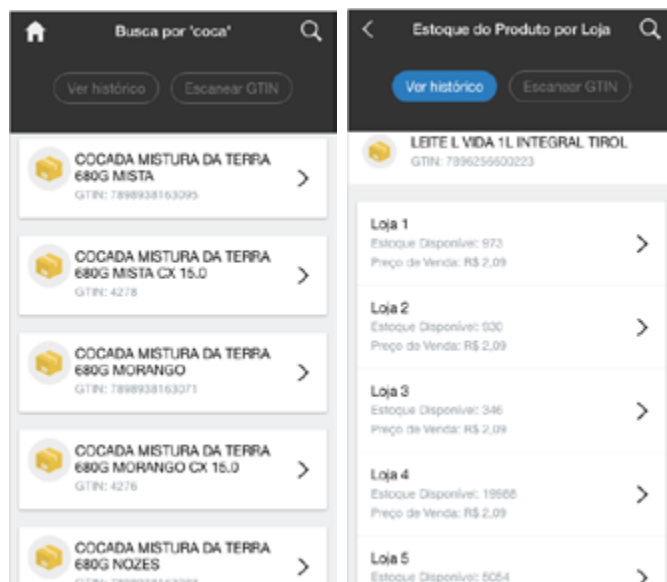 Busca por 'coca'
Ver histórico
Escanear GTIN
COCADA MISTURA DA TERRA
680G MISTA
GTIN: 7898938163095
COCADA MISTURA DA TERRA
680G MISTA CX 15.0
GTIN: 4278
COCADA MISTURA DA TERRA
680G MORANGO
GTIN: 7898938163071
COCADA MISTURA DA TERRA
680G MORANGO CX 15.0
GTIN: 4276
COCADA MISTURA DA TERRA
680G NOZES
Estoque do Produto por Loja
Ver histórico
Escanear GTIN
LEITE L VIDA 1L INTEGRAL TIROL
GTIN: 7896256600223
Loja 1
Estoque Disponível: 973
Preço de Venda: R$ 2,09
Loja 2
Estoque Disponível: 930
Preço de Venda: R$ 2,09
Loja 3
Estoque Disponível: 346
Preço de Venda: R$ 2,09
Loja 4
Estoque Disponível: 19988
Preço de Venda: R$ 2,09
Loja 5
Estoque Disponível: 5054